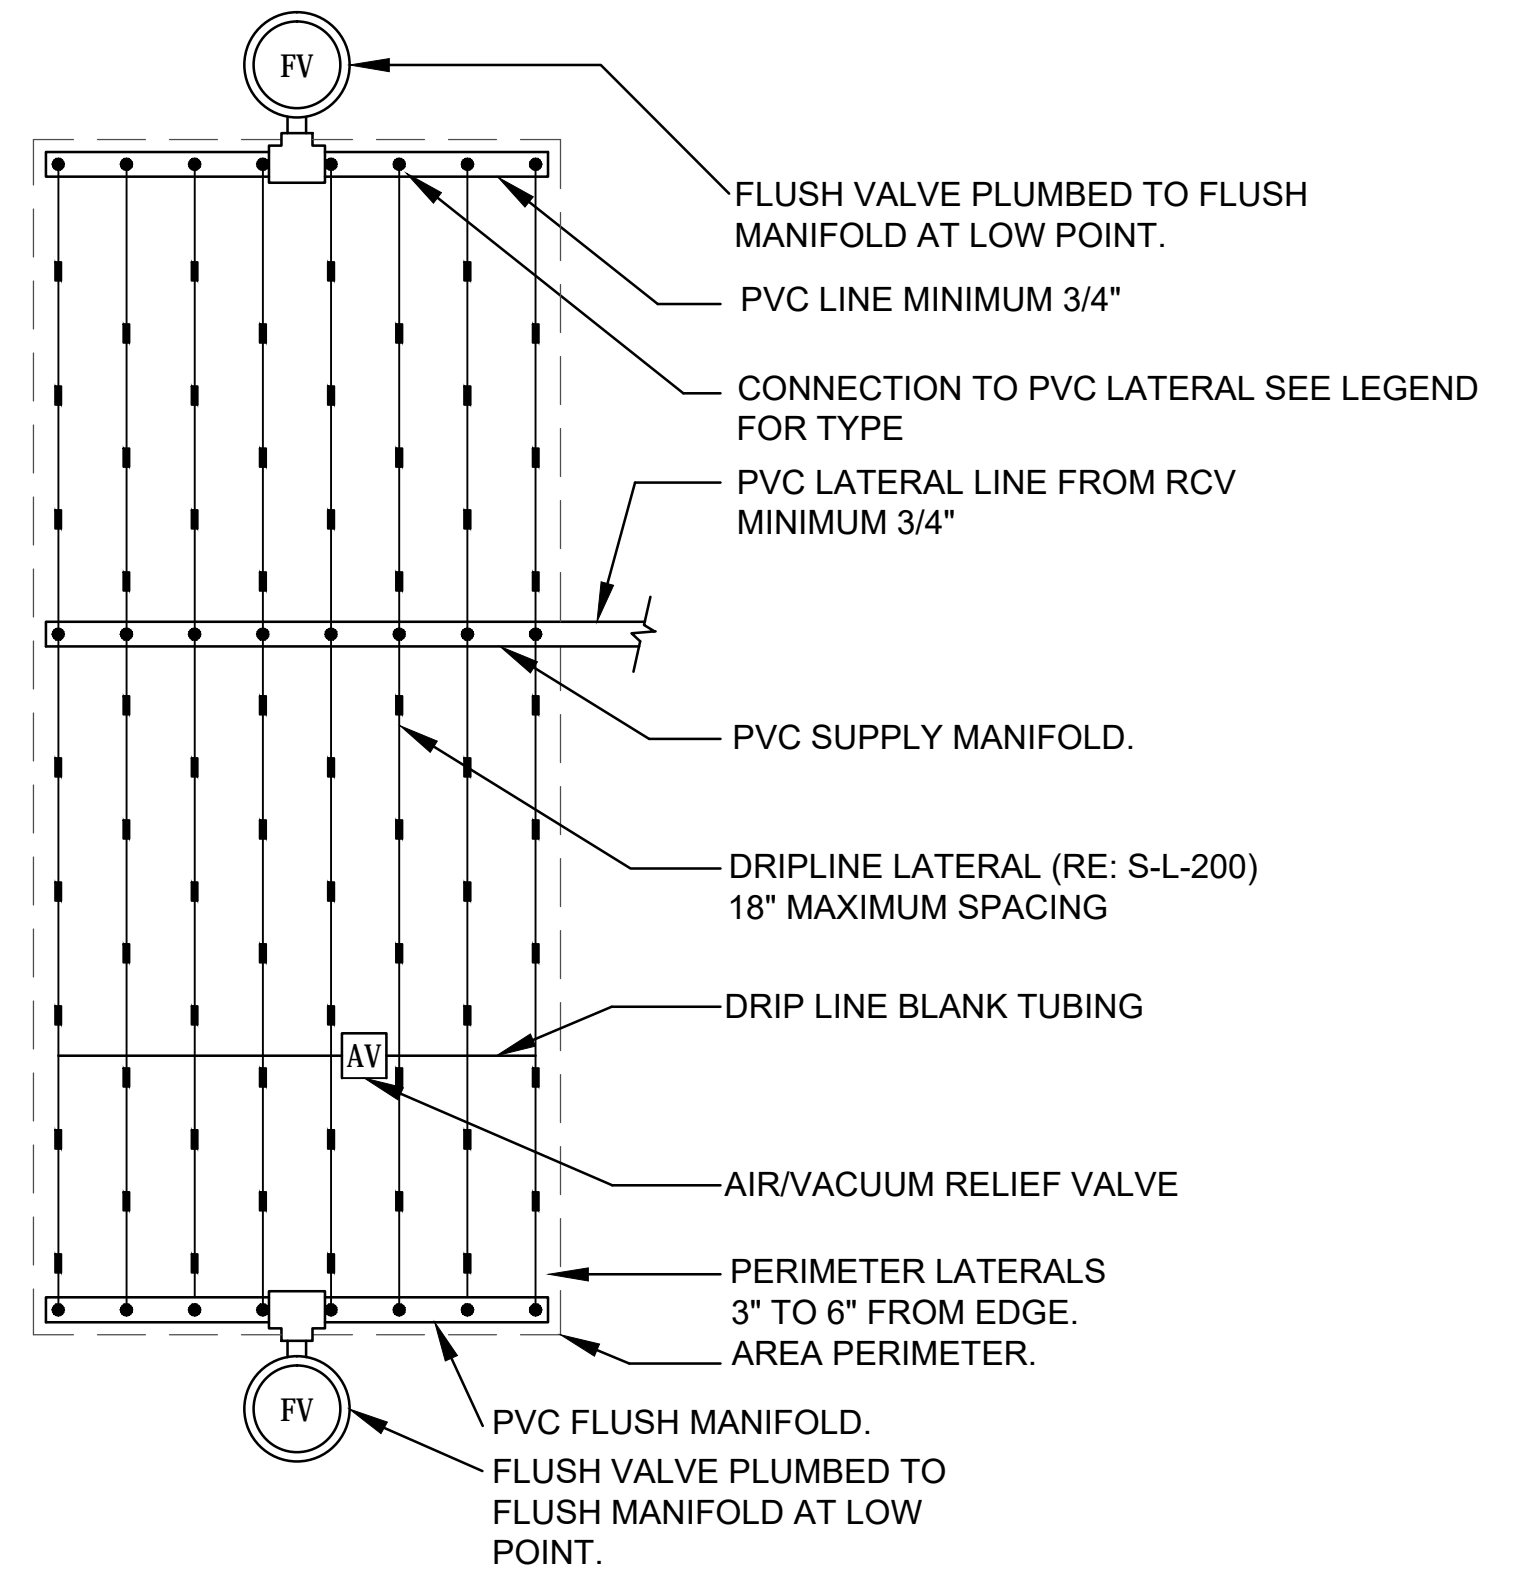 FV
FLUSH VALVE PLUMBED TO FLUSH
MANIFOLD AT LOW POINT.
PVC LINE MINIMUM 3/4"
CONNECTION TO PVC LATERAL SEE LEGEND
FOR TYPE
PVC LATERAL LINE FROM RCV
MINIMUM 3/4"
PVC SUPPLY MANIFOLD.
DRIPLINE LATERAL (RE: S-L-200)
18" MAXIMUM SPACING
DRIP LINE BLANK TUBING
AV
AIR/VACUUM RELIEF VALVE
PERIMETER LATERALS
3" TO 6" FROM EDGE.
AREA PERIMETER.
FV
PVC FLUSH MANIFOLD.
FLUSH VALVE PLUMBED TO
FLUSH MANIFOLD AT LOW
POINT.